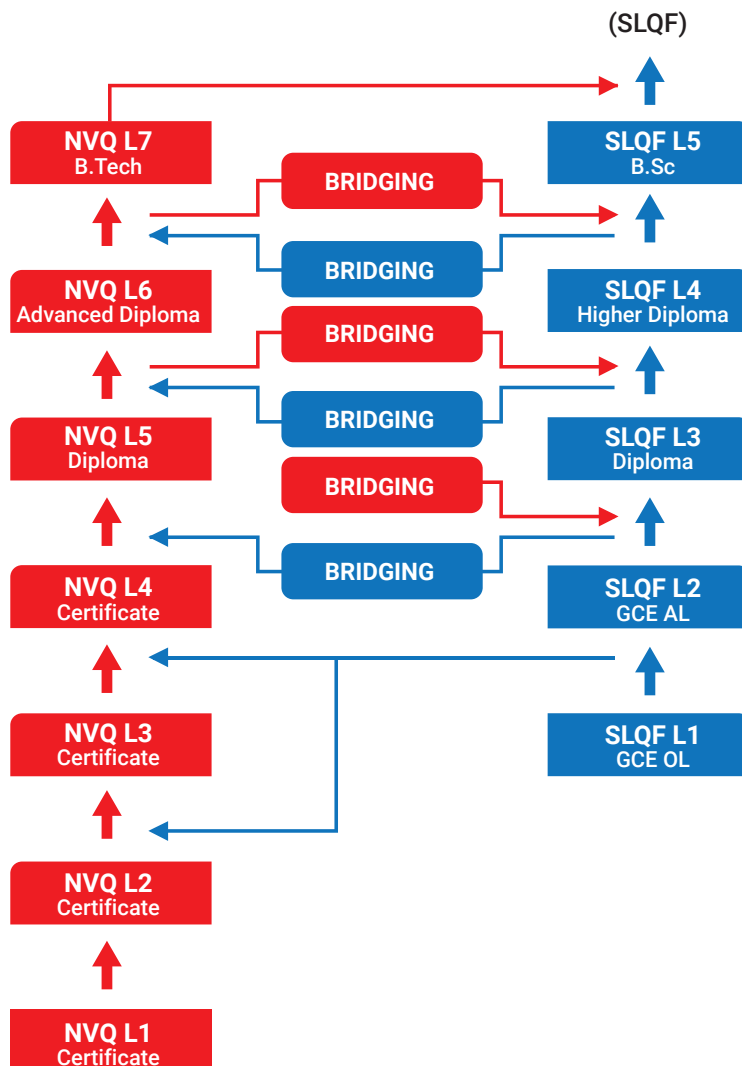 (SLQF)
NVQ L7
B.Tech
SLQF L5
B.Sc
BRIDGING
BRIDGING
NVQ L6
Advanced Diploma
SLQF L4
Higher Diploma
BRIDGING
BRIDGING
NVQ L5
Diploma
SLQF L3
Diploma
BRIDGING
BRIDGING
NVQ L4
Certificate
SLQF L2
GCE AL
NVQ L3
Certificate
SLQF L1
GCE OL
NVQ L2
Certificate
NVQ L1
Certificate